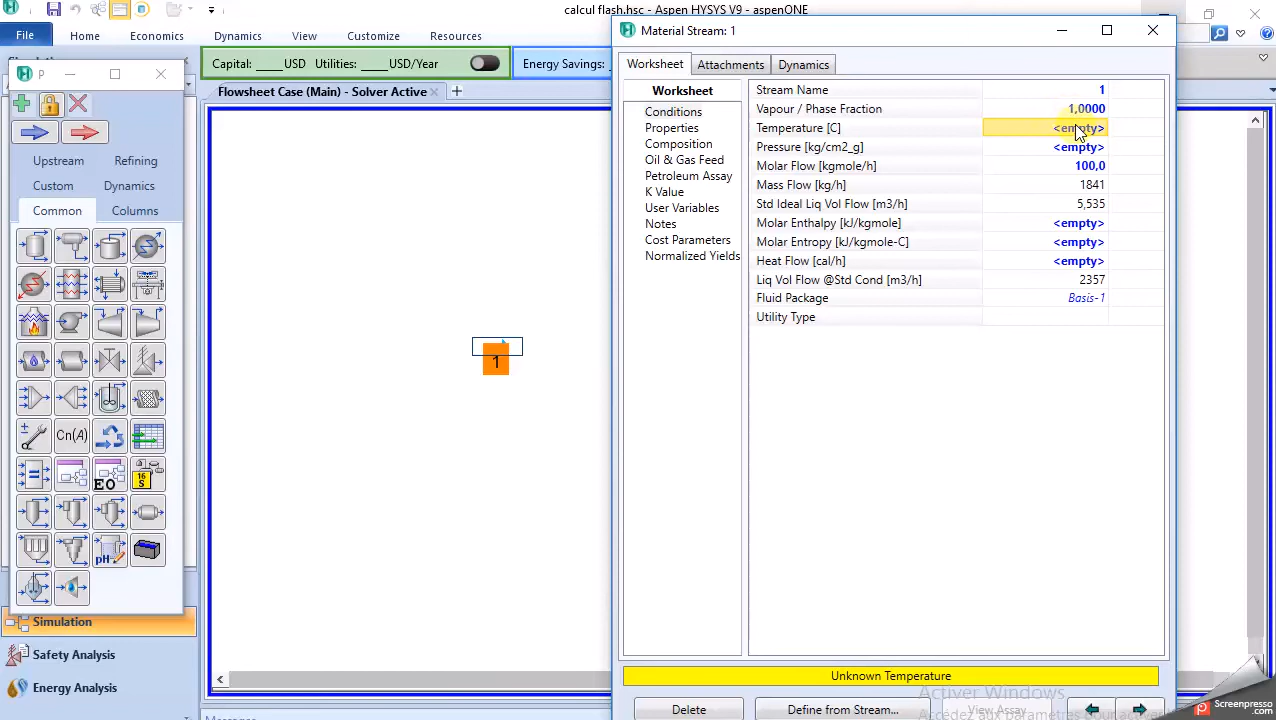 calcul flash.hsc - Aspen HYSYS V9 - aspenONE
File Home Economics Dynamics View Customize Resources
Capital: _____USD Utilities: _____USD/Year
Energy Savings:
Flowsheet Case (Main) - Solver Active
P
Upstream Refining
Custom Dynamics
Common Columns
Cn(A)
EO
16
S
pH
Simulation
Safety Analysis
Energy Analysis
1
Material Stream: 1
Worksheet Attachments Dynamics
Worksheet
Conditions
Properties
Composition
Oil & Gas Feed
Petroleum Assay
K Value
User Variables
Notes
Cost Parameters
Normalized Yields
Stream Name 1
Vapour / Phase Fraction 1,0000
Temperature [C] <empty>
Pressure [kg/cm2_g] <empty>
Molar Flow [kgmole/h] 100,0
Mass Flow [kg/h] 1841
Std Ideal Liq Vol Flow [m3/h] 5,535
Molar Enthalpy [kJ/kgmole] <empty>
Molar Entropy [kJ/kgmole-C] <empty>
Heat Flow [cal/h] <empty>
Liq Vol Flow @Std Cond [m3/h] 2357
Fluid Package Basis-1
Utility Type
Unknown Temperature
Delete Define from Stream... View Assay
Activer Windows
Screenpresso
.com